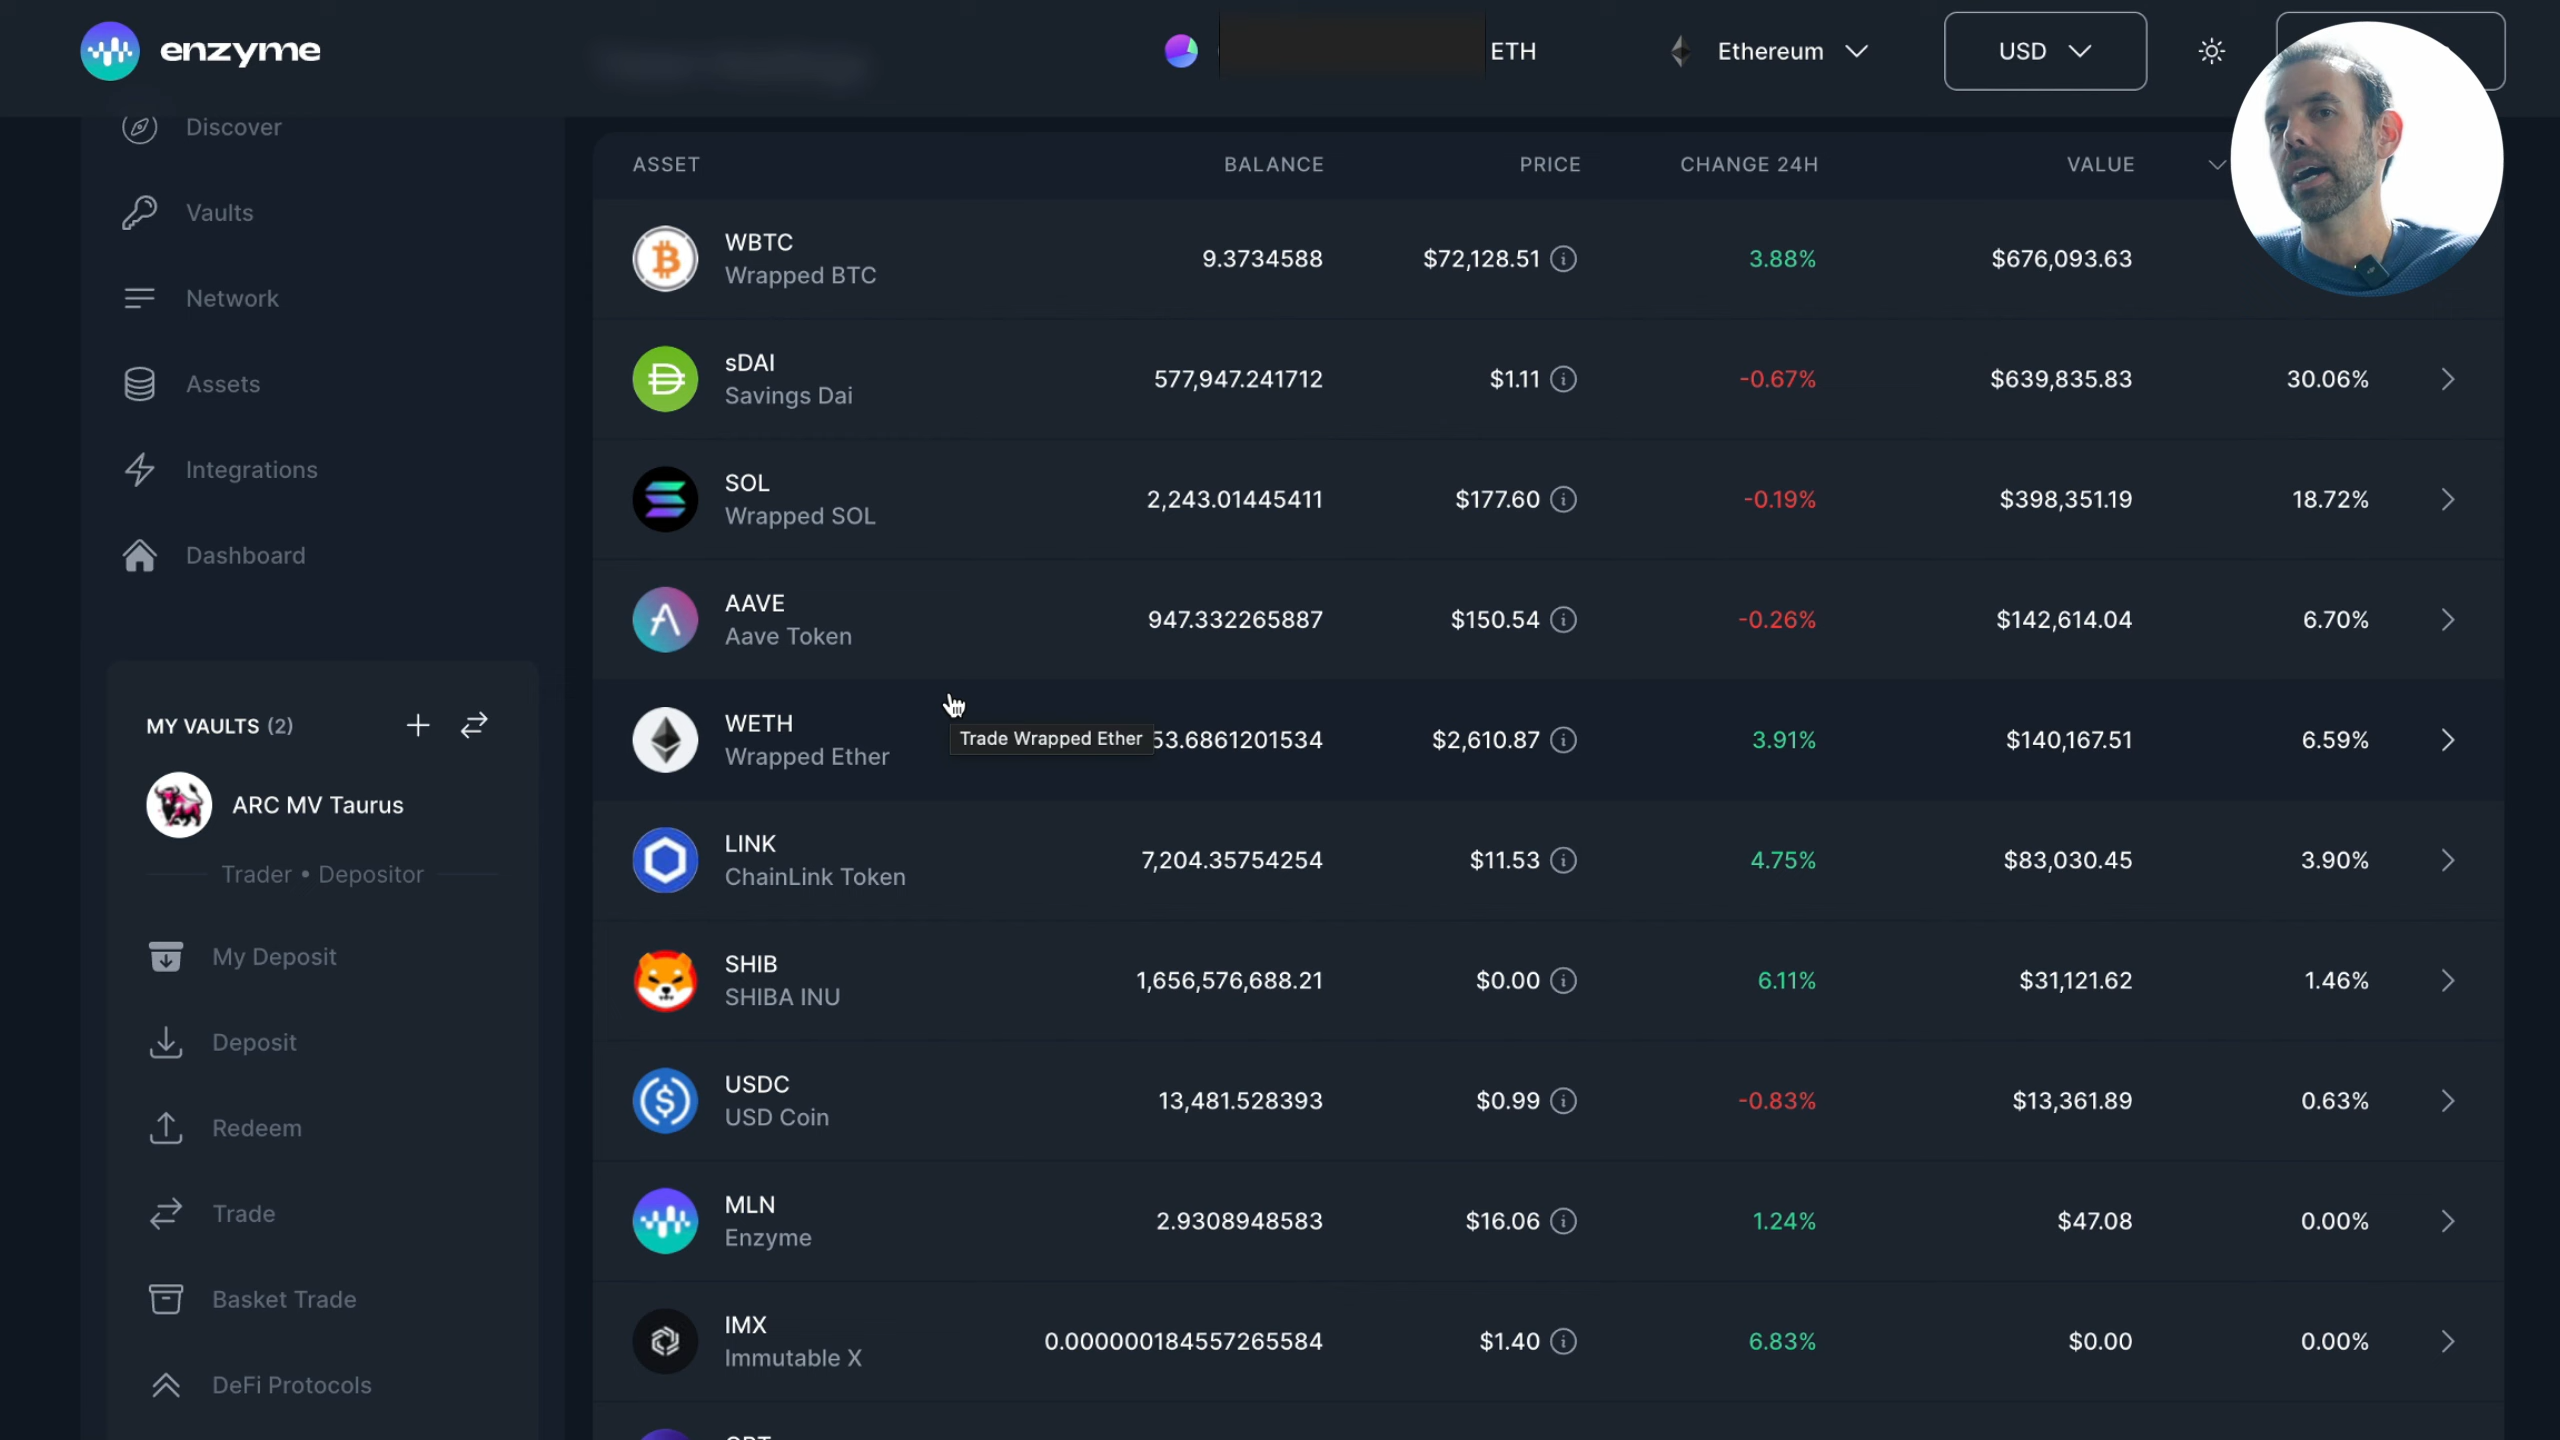 enzyme
ETH
Ethereum
USD
Discover
Vaults
Network
Assets
Integrations
Dashboard
MY VAULTS (2)
ARC MV Taurus
Trader • Depositor
My Deposit
Deposit
Redeem
Trade
Basket Trade
DeFi Protocols
ASSET BALANCE PRICE CHANGE 24H VALUE
WBTC
Wrapped BTC
9.3734588 $72,128.51 3.88% $676,093.63
sDAI
Savings Dai
577,947.241712 $1.11 -0.67% $639,835.83 30.06%
SOL
Wrapped SOL
2,243.01445411 $177.60 -0.19% $398,351.19 18.72%
AAVE
Aave Token
947.332265887 $150.54 -0.26% $142,614.04 6.70%
WETH
Wrapped Ether
Trade Wrapped Ether
53.6861201534 $2,610.87 3.91% $140,167.51 6.59%
LINK
ChainLink Token
7,204.35754254 $11.53 4.75% $83,030.45 3.90%
SHIB
SHIBA INU
1,656,576,688.21 $0.00 6.11% $31,121.62 1.46%
USDC
USD Coin
13,481.528393 $0.99 -0.83% $13,361.89 0.63%
MLN
Enzyme
2.9308948583 $16.06 1.24% $47.08 0.00%
IMX
Immutable X
0.000000184557265584 $1.40 6.83% $0.00 0.00%